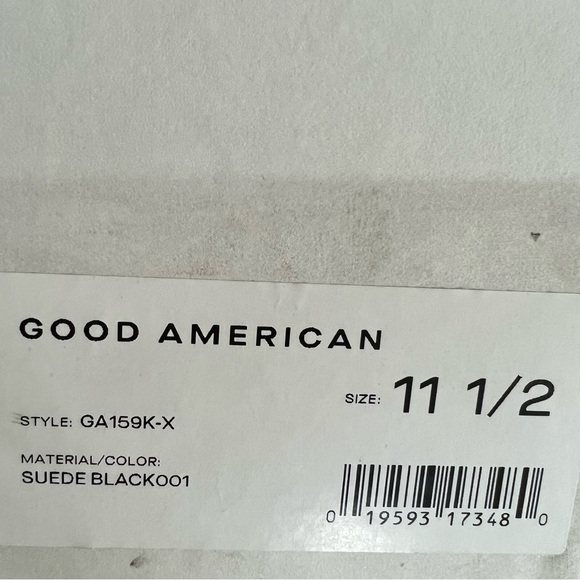 GOOD AMERICAN
SIZE: 11 1/2
STYLE: GA159K-X
MATERIAL/COLOR:
SUEDE BLACK001
0 19593 17348 0